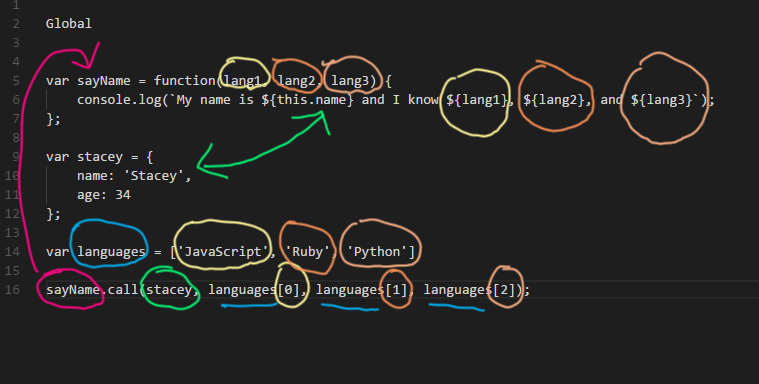 1
2 Global
3
4
5 var sayName = function(lang1, lang2, lang3) {
6 console.log(`My name is ${this.name} and I know ${lang1}, ${lang2}, and ${lang3}`);
7 };
8
9 var stacey = {
10 name: 'Stacey',
11 age: 34
12 };
13
14 var languages = ['JavaScript', 'Ruby', 'Python']
15
16 sayName.call(stacey, languages[0], languages[1], languages[2]);